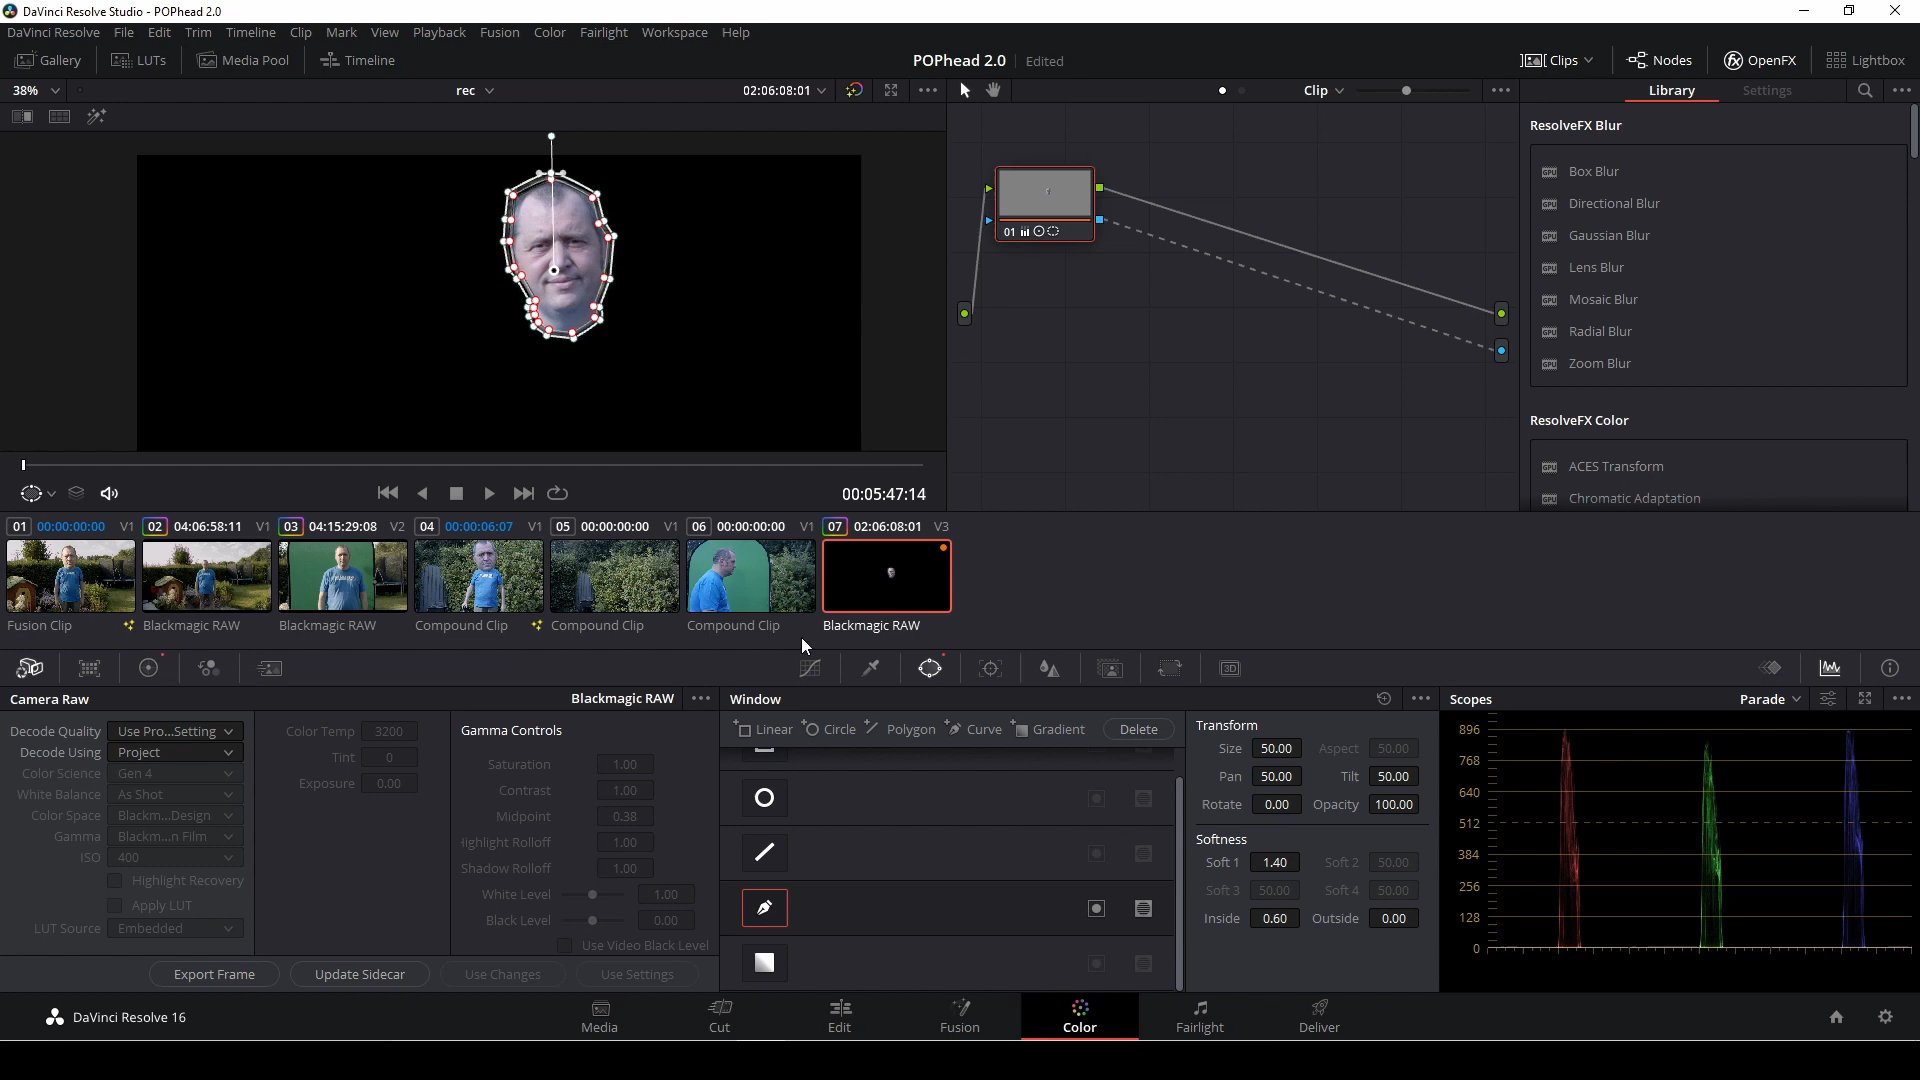 DaVinci Resolve Studio - POPhead 2.0
DaVinci Resolve File Edit Trim Timeline Clip Mark View Playback Fusion Color Fairlight Workspace Help
Gallery LUTs Media Pool Timeline POPhead 2.0 Edited Clips Nodes OpenFX Lightbox
38% rec 02:06:08:01 Clip Library Settings
ResolveFX Blur
Box Blur
Directional Blur
Gaussian Blur
Lens Blur
Mosaic Blur
Radial Blur
Zoom Blur
01
ResolveFX Color
ACES Transform
Chromatic Adaptation
00:05:47:14
01 00:00:00:00 V1 02 04:06:58:11 V1 03 04:15:29:08 V2 04 00:00:06:07 V1 05 00:00:00:00 V1 06 00:00:00:00 V1 07 02:06:08:01 V3
Fusion Clip Blackmagic RAW Blackmagic RAW Compound Clip Compound Clip Compound Clip Blackmagic RAW
3D
Camera Raw Blackmagic RAW
Decode Quality Use Pro...Setting
Decode Using Project
Color Science Gen 4
White Balance As Shot
Color Space Blackm...Design
Gamma Blackm...n Film
ISO 400
Highlight Recovery
Apply LUT
LUT Source Embedded
Color Temp 3200
Tint 0
Exposure 0.00
Gamma Controls
Saturation 1.00
Contrast 1.00
Midpoint 0.38
Highlight Rolloff 1.00
Shadow Rolloff 1.00
White Level 1.00
Black Level 0.00
Use Video Black Level
Export Frame Update Sidecar Use Changes Use Settings
Window
Linear Circle Polygon Curve Gradient Delete
Transform
Size 50.00 Aspect 50.00
Pan 50.00 Tilt 50.00
Rotate 0.00 Opacity 100.00
Softness
Soft 1 1.40 Soft 2 50.00
Soft 3 50.00 Soft 4 50.00
Inside 0.60 Outside 0.00
Scopes Parade
896
768
640
512
384
256
128
0
DaVinci Resolve 16 Media Cut Edit Fusion Color Fairlight Deliver